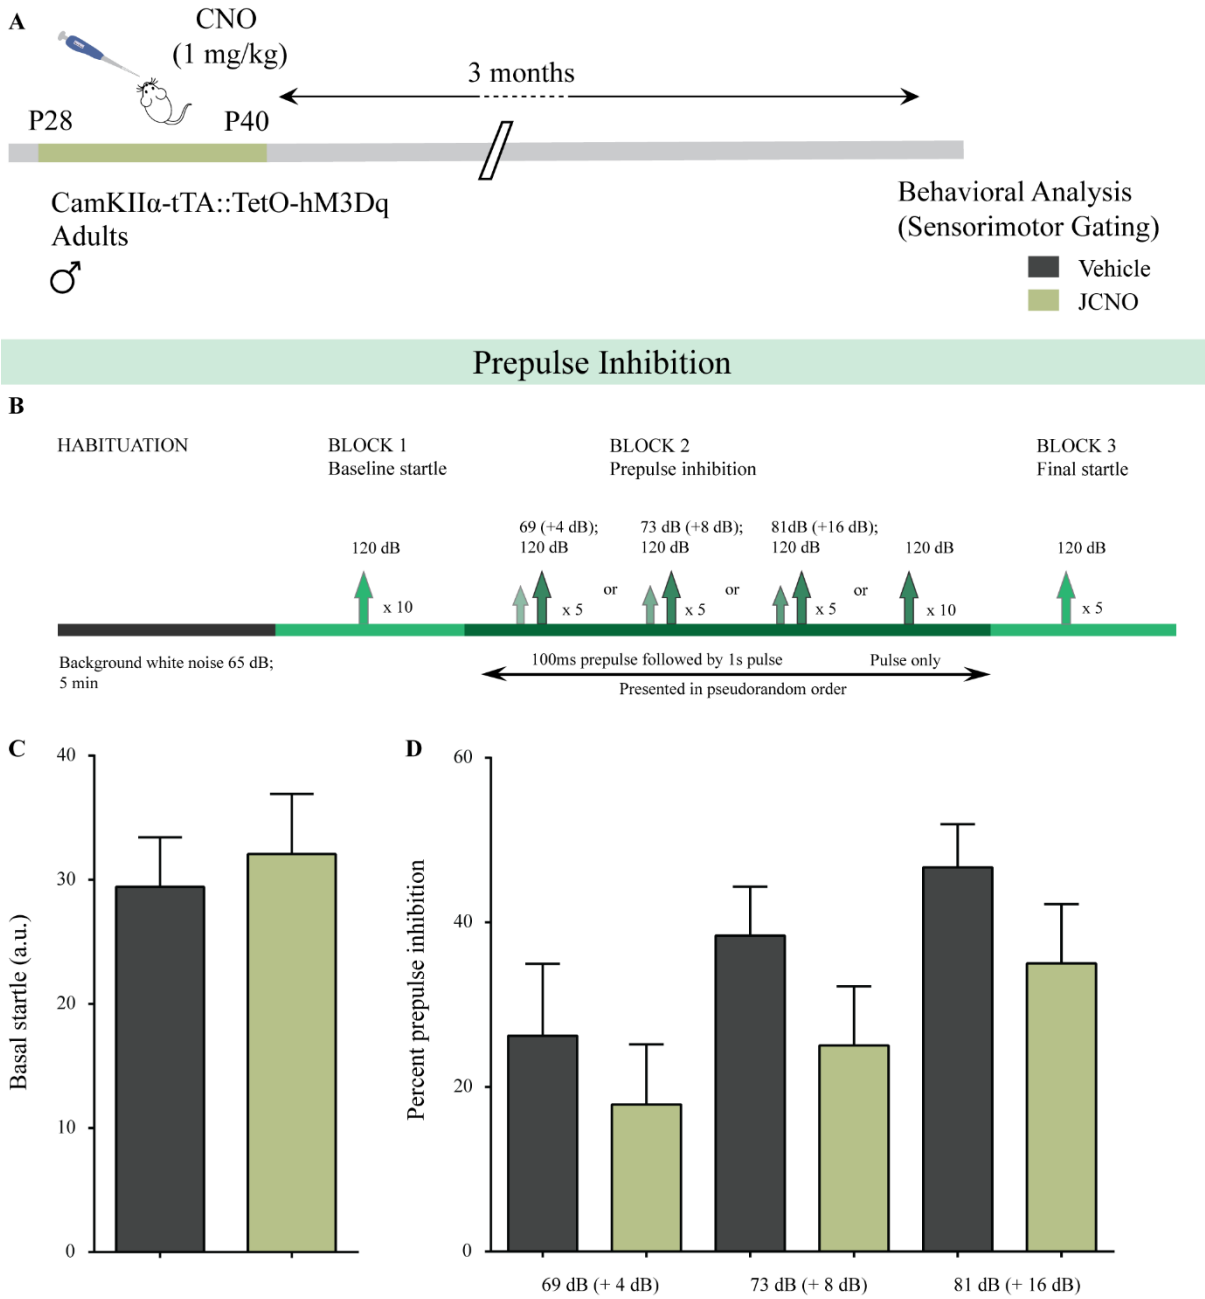 A
CNO
(1 mg/kg)
3 months
P28
P40
CamKIIα-tTA::TetO-hM3Dq
Adults
♂
Behavioral Analysis
(Sensorimotor Gating)
Vehicle
JCNO
Prepulse Inhibition
B
HABITUATION
BLOCK 1
Baseline startle
BLOCK 2
Prepulse inhibition
BLOCK 3
Final startle
69 (+4 dB);
120 dB
73 dB (+8 dB);
120 dB
81dB (+16 dB);
120 dB
120 dB
120 dB
120 dB
x 10
x 5
or
x 5
or
x 5
or
x 10
x 5
Background white noise 65 dB;
5 min
100ms prepulse followed by 1s pulse
Pulse only
Presented in pseudorandom order
C
Basal startle (a.u.)
40
30
20
10
0
D
Percent prepulse inhibition
60
40
20
0
69 dB (+ 4 dB)
73 dB (+ 8 dB)
81 dB (+ 16 dB)